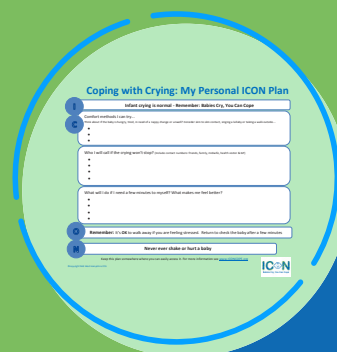 Coping with Crying: My Personal ICON Plan
I
Infant crying is normal - Remember: Babies Cry, You Can Cope
C
Comfort methods I can try...
Who I will call if the crying won't stop?
What will I do if I need a few minutes to myself? What makes me feel better?
O
Remember: It's OK to walk away if you are feeling stressed. Return to check the baby after a few minutes
M
Never ever shake or hurt a baby
ICON